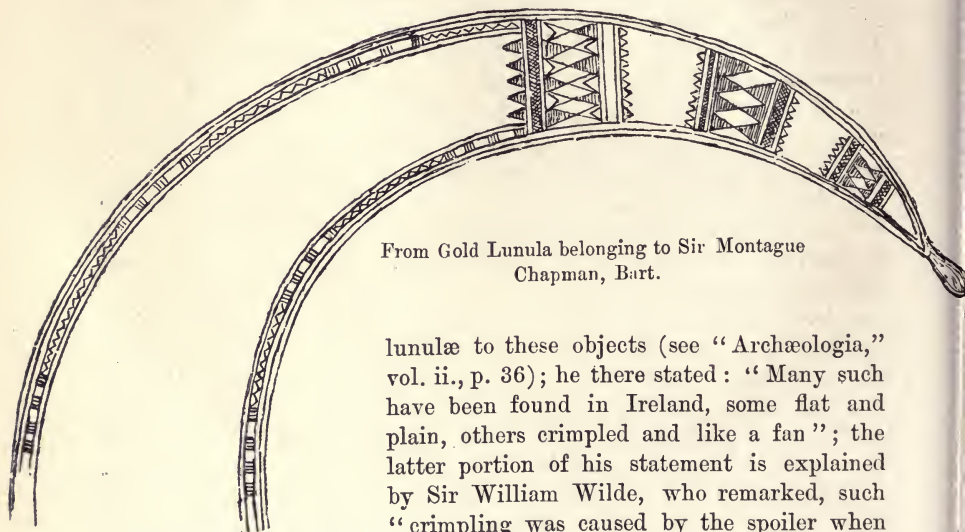 From Gold Lunula belonging to Sir Montague
Chapman, Bart.
lunulæ to these objects (see “Archæologia,”
vol. ii., p. 36); he there stated: “Many such
have been found in Ireland, some flat and
plain, others crimpled and like a fan”; the
latter portion of his statement is explained
by Sir William Wilde, who remarked, such
“crimpling was caused by the spoiler when